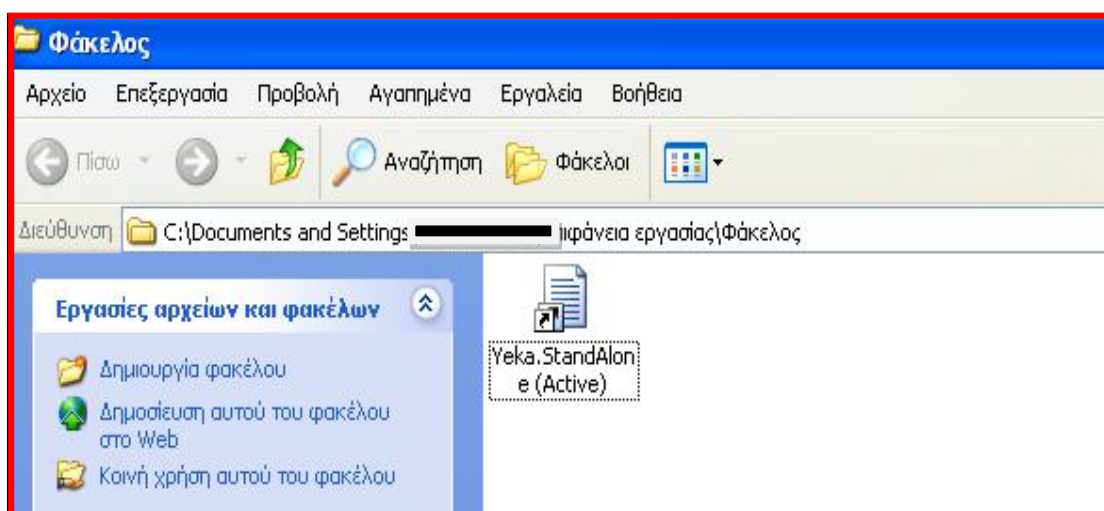 Φάκελος
Αρχείο Επεξεργασία Προβολή Αγαπημένα Εργαλεία Βοήθεια
Πίσω Αναζήτηση Φάκελοι
Διεύθυνση C:\Documents and Settings ιφάνεια εργασίας\Φάκελος
Εργασίες αρχείων και φακέλων
Δημιουργία φακέλου
Δημοσίευση αυτού του φακέλου
στο Web
Κοινή χρήση αυτού του φακέλου
Yeka.StandAlon
e (Active)